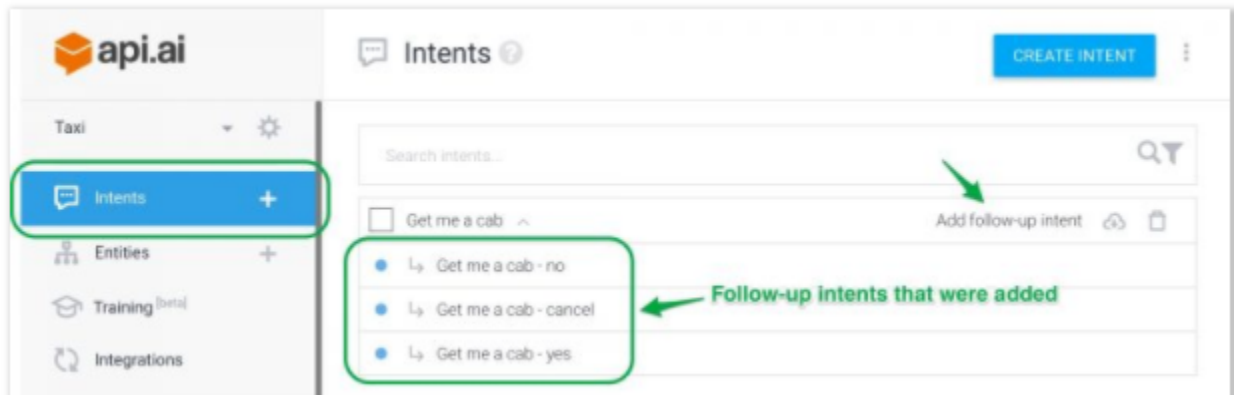 api.ai
Intents
CREATE INTENT
Taxi
Search intents...
Intents
Get me a cab
Add follow-up intent
Entities
Get me a cab - no
Training [beta]
Get me a cab - cancel
Follow-up intents that were added
Integrations
Get me a cab - yes